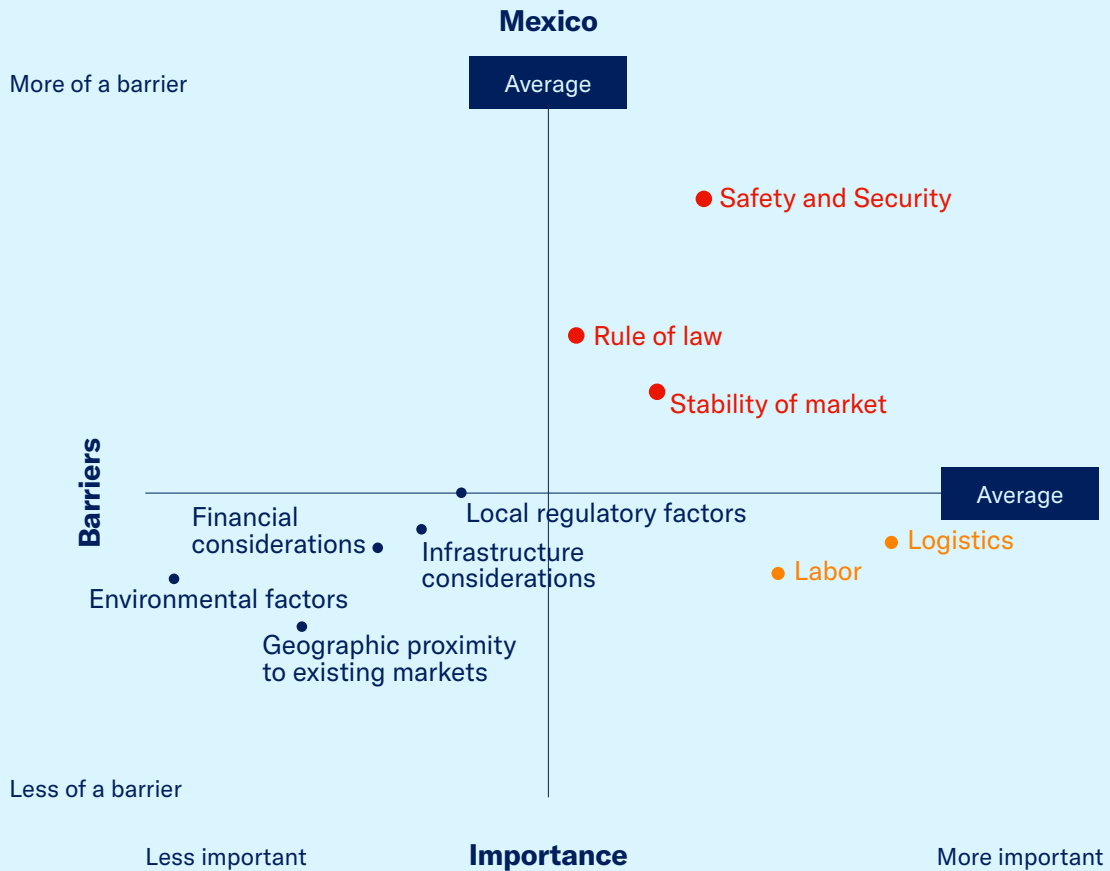 Mexico
More of a barrier
Average
Safety and Security
Rule of law
Stability of market
Barriers
Average
Local regulatory factors
Financial
considerations
Infrastructure
considerations
Logistics
Labor
Environmental factors
Geographic proximity
to existing markets
Less of a barrier
Less important
Importance
More important